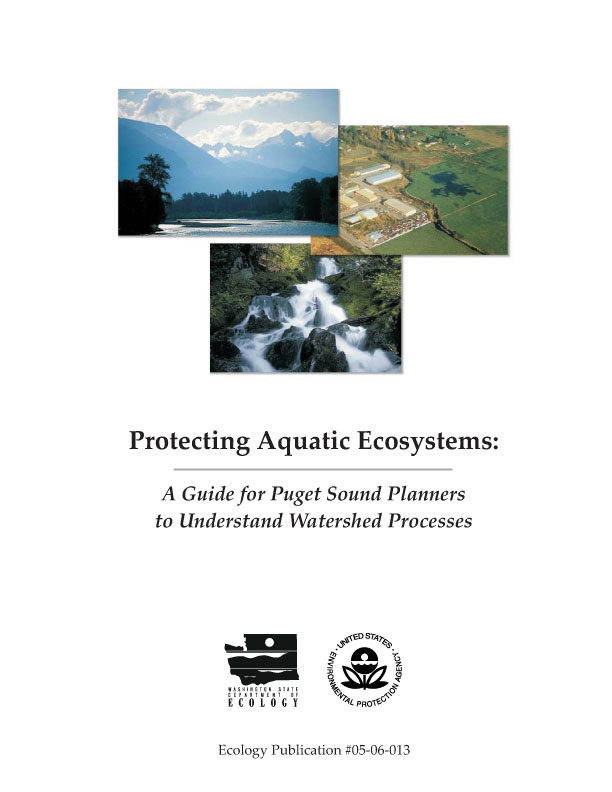 Protecting Aquatic Ecosystems:
A Guide for Puget Sound Planners
to Understand Watershed Processes
WASHINGTON STATE
DEPARTMENT OF
ECOLOGY
• UNITED STATES •
ENVIRONMENTAL PROTECTION AGENCY
Ecology Publication #05-06-013